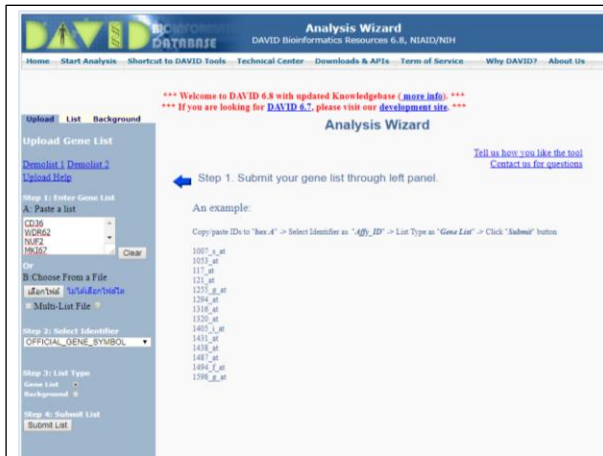 DAVID BIOINFORMATICS DATABASE
Analysis Wizard
DAVID Bioinformatics Resources 6.8, NIAID/NIH
Home Start Analysis Shortcut to DAVID Tools Technical Center Downloads & APIs Term of Service Why DAVID? About Us
*** Welcome to DAVID 6.8 with updated Knowledgebase ( more info). ***
*** If you are looking for DAVID 6.7, please visit our development site. ***
Upload List Background
Analysis Wizard
Upload Gene List
Tell us how you like the tool
Contact us for questions
Demolist 1 Demolist 2
Upload Help
Step 1. Submit your gene list through left panel.
Step 1: Enter Gene List
A: Paste a list
CD36
WDR62
NUF2
MKI67
Clear
Or
B:Choose From a File
เลือกไฟล์ ไม่ได้เลือกไฟล์ใด
Multi-List File
Step 2: Select Identifier
OFFICIAL_GENE_SYMBOL
Step 3: List Type
Gene List
Background
Step 4: Submit List
Submit List
An example:
Copy/paste IDs to "box A" -> Select Identifier as "Affy_ID" -> List Type as "Gene List" -> Click "Submit" button
1007_s_at
1053_at
117_at
121_at
1255_g_at
1294_at
1316_at
1320_at
1405_i_at
1431_at
1438_at
1487_at
1494_f_at
1598_g_at